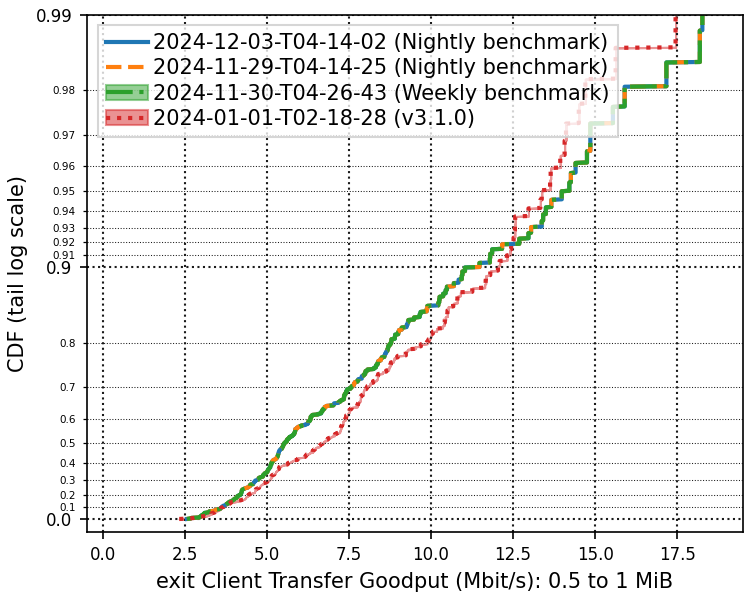 0.99
2024-12-03-T04-14-02 (Nightly benchmark)
2024-11-29-T04-14-25 (Nightly benchmark)
2024-11-30-T04-26-43 (Weekly benchmark)
2024-01-01-T02-18-28 (v3.1.0)
0.98
0.97
0.96
0.95
0.94
0.93
0.92
0.91
0.9
0.8
0.7
0.6
0.5
0.4
0.3
0.2
0.1
0.0
CDF (tail log scale)
0.0 2.5 5.0 7.5 10.0 12.5 15.0 17.5
exit Client Transfer Goodput (Mbit/s): 0.5 to 1 MiB